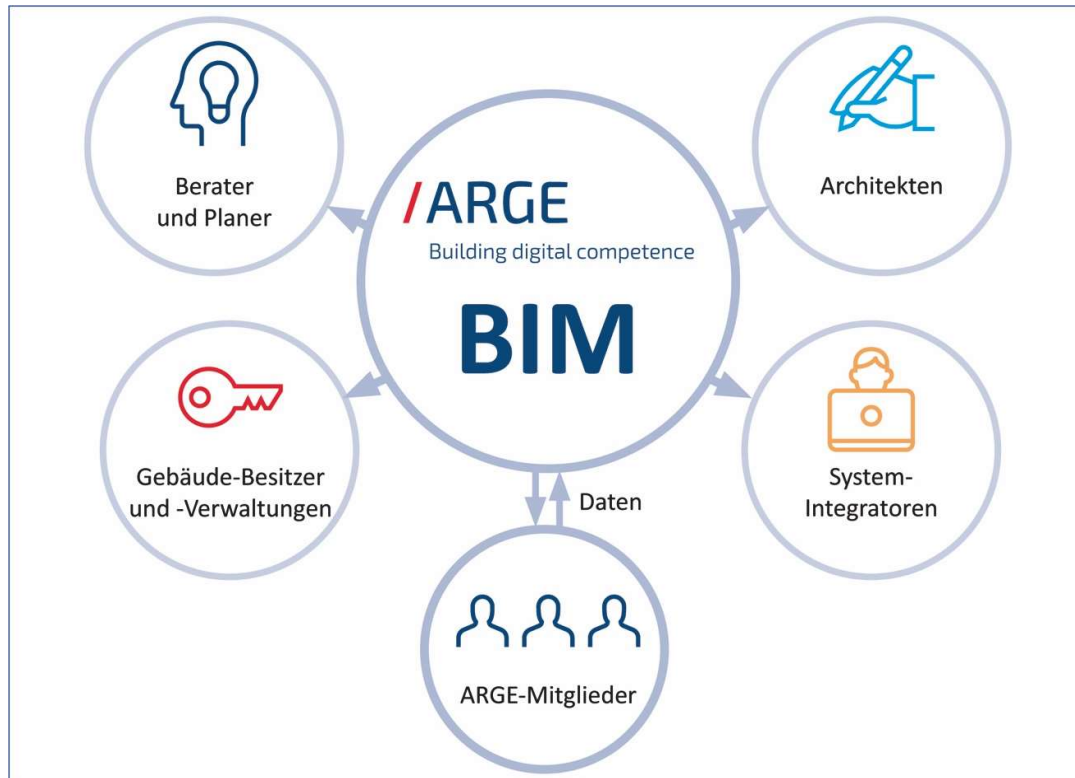 Berater
und Planer
/ARGE
Building digital competence
BIM
Architekten
Gebäude-Besitzer
und -Verwaltungen
System-
Integratoren
Daten
ARGE-Mitglieder